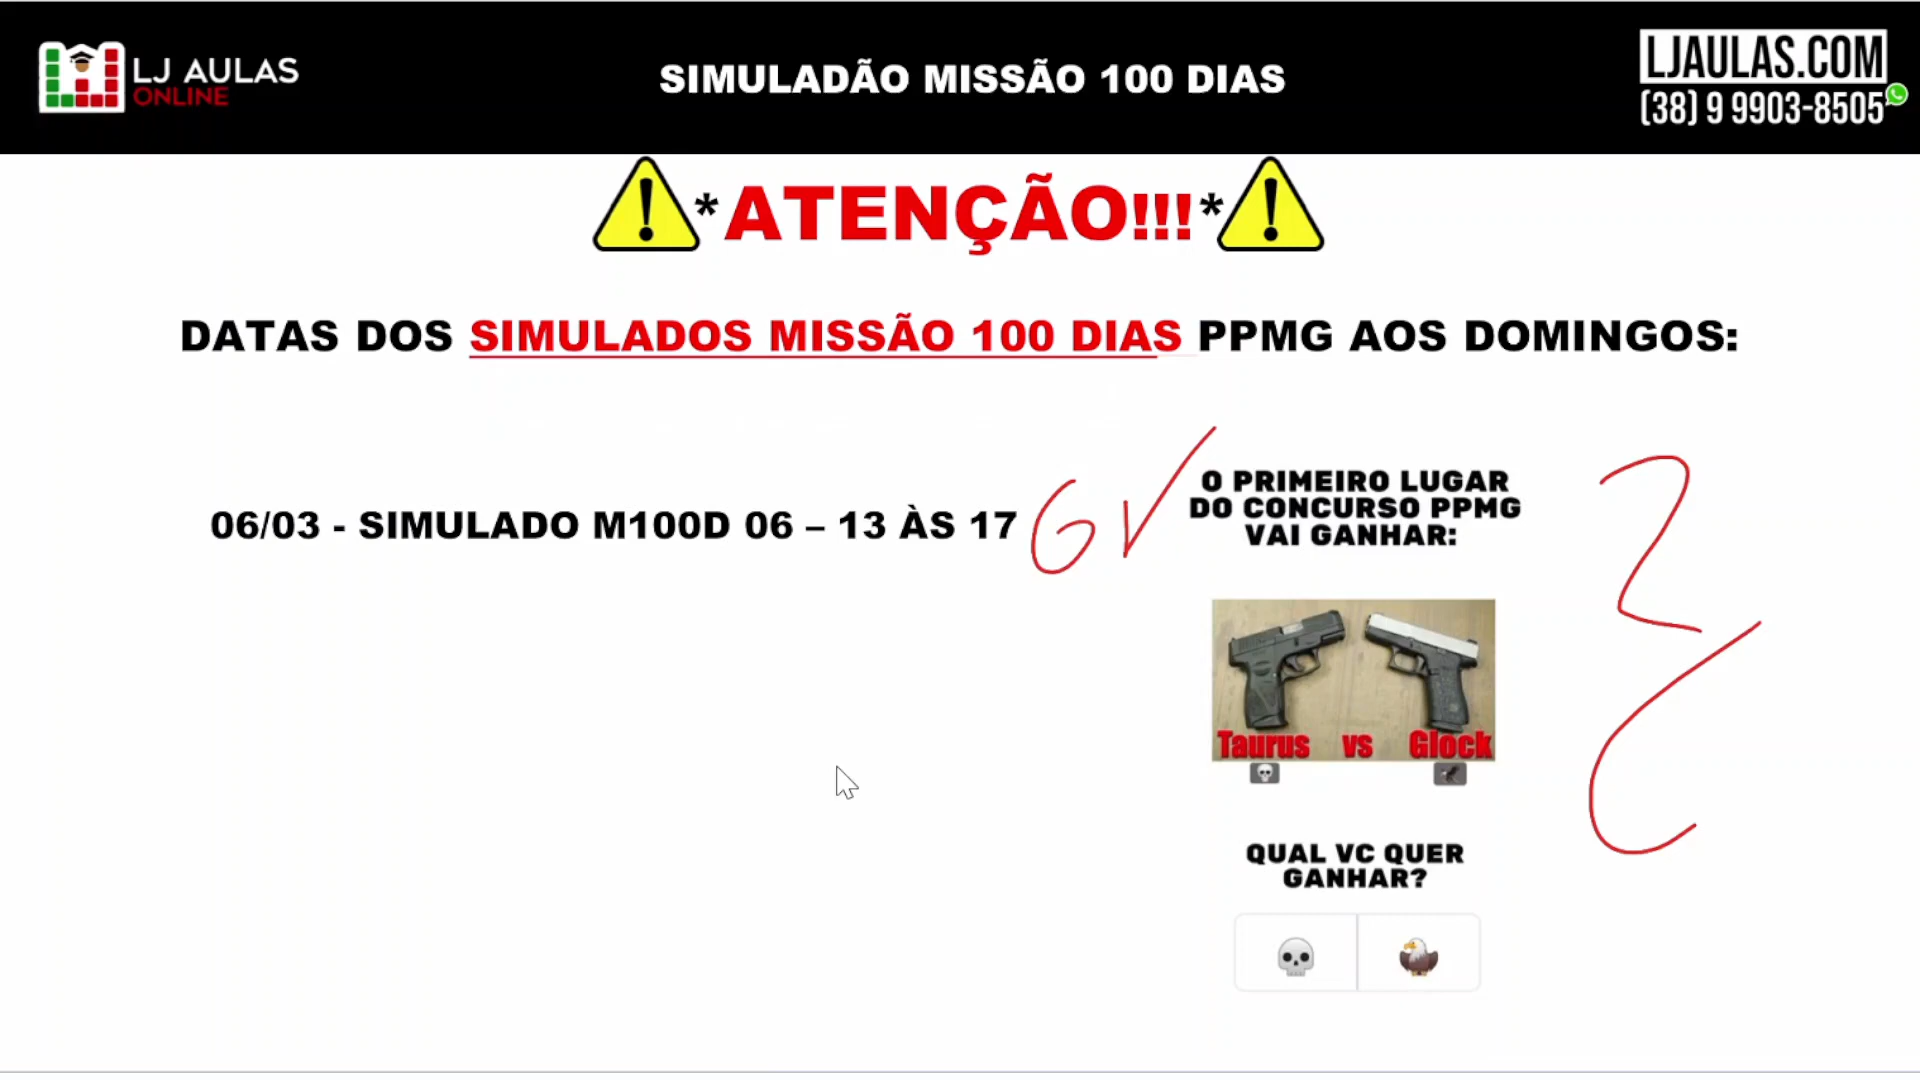 LJ AULAS
ONLINE
SIMULADÃO MISSÃO 100 DIAS
LJAULAS.COM
(38) 9 9903-8505
*ATENÇÃO!!!*
DATAS DOS SIMULADOS MISSÃO 100 DIAS PPMG AOS DOMINGOS:
06/03 - SIMULADO M100D 06 – 13 ÀS 17
O PRIMEIRO LUGAR
DO CONCURSO PPMG
VAI GANHAR:
Taurus vs Glock
QUAL VC QUER
GANHAR?